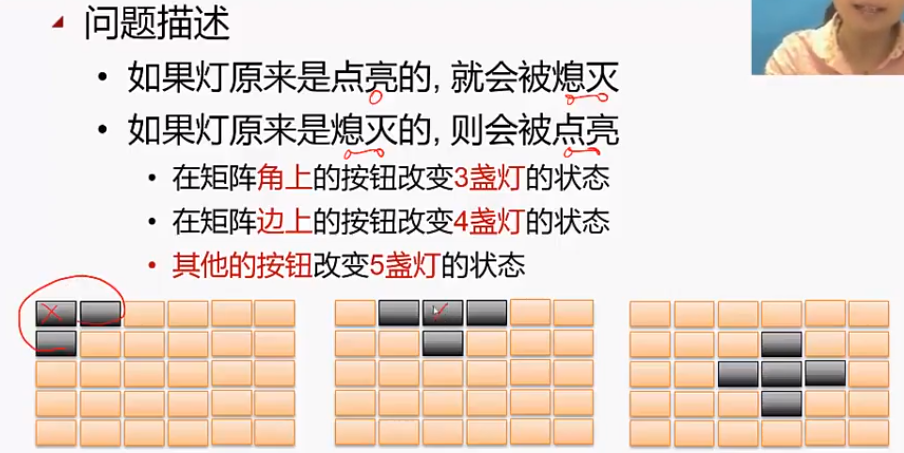 问题描述
如果灯原来是点亮的, 就会被熄灭
如果灯原来是熄灭的, 则会被点亮
在矩阵角上的按钮改变3盏灯的状态
在矩阵边上的按钮改变4盏灯的状态
其他的按钮改变5盏灯的状态